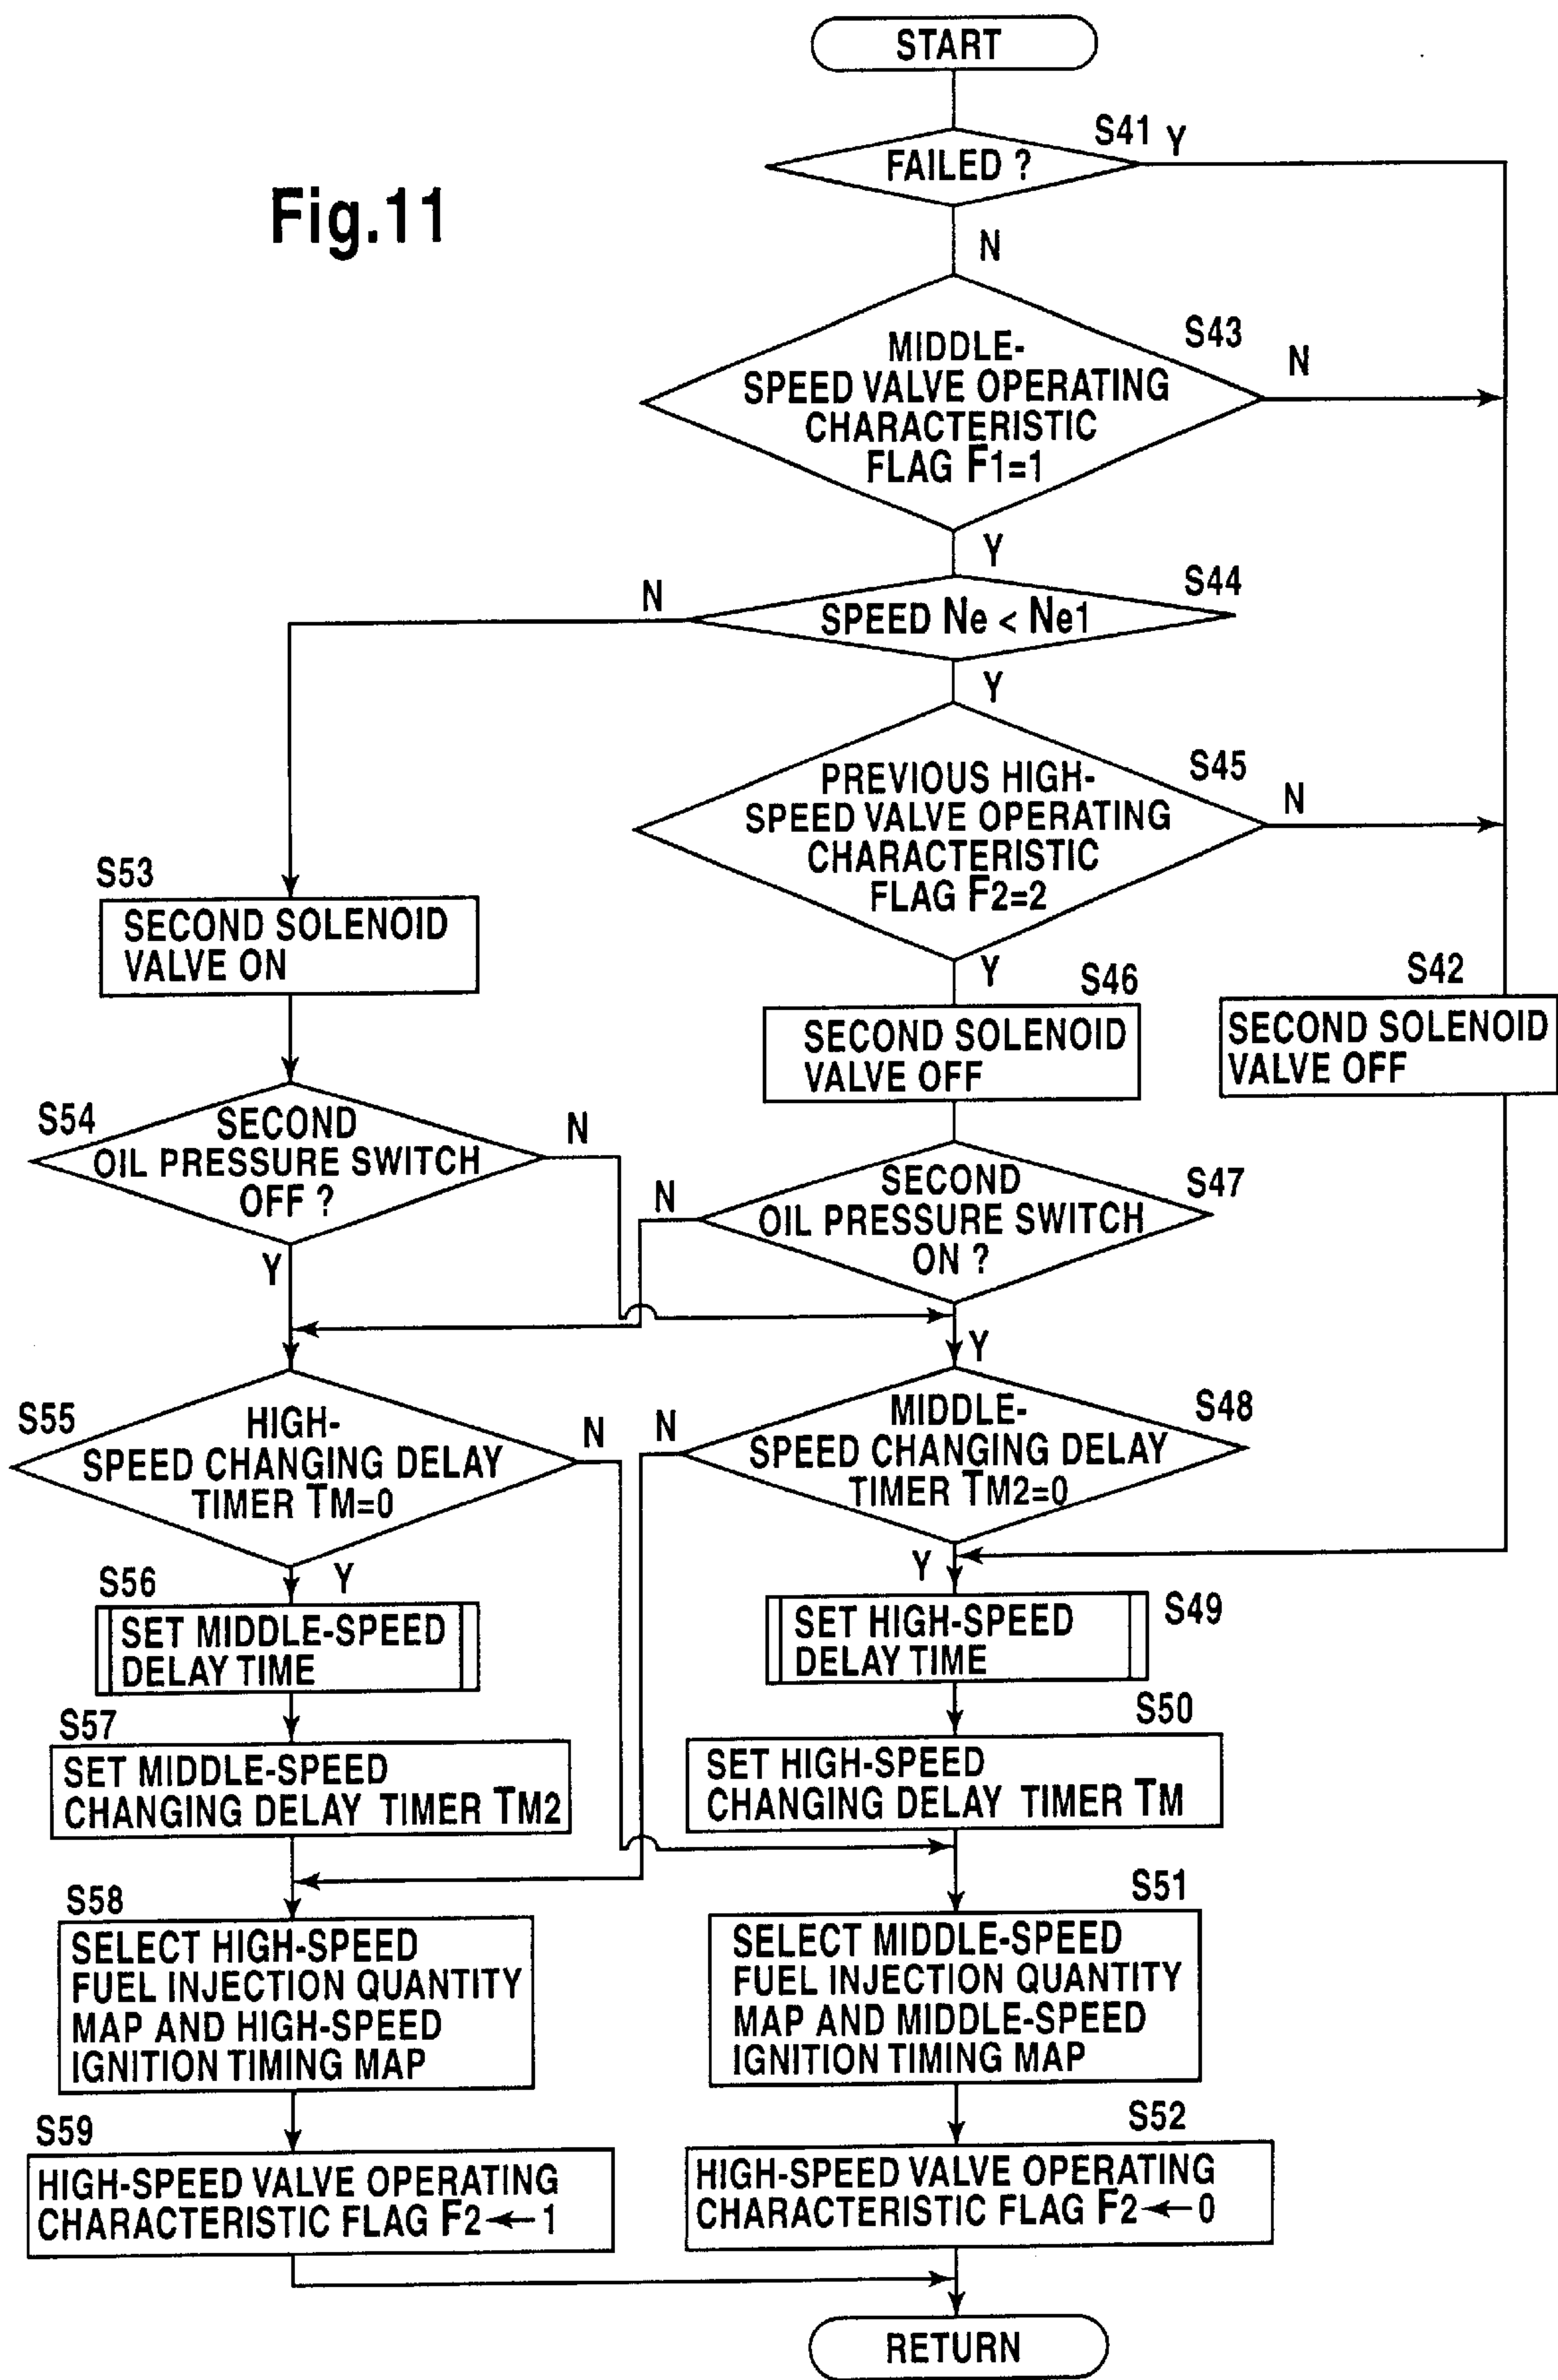 START
S41
Y
FAILED ?
Fig.11
N
S43
MIDDLE-
SPEED VALVE OPERATING
CHARACTERISTIC
FLAG F1=1
N
Y
S44
N
SPEED Ne < Ne1
Y
S45
PREVIOUS HIGH-
SPEED VALVE OPERATING
CHARACTERISTIC
FLAG F2=2
N
Y
S53
SECOND SOLENOID
VALVE ON
S46
SECOND SOLENOID
VALVE OFF
S42
SECOND SOLENOID
VALVE OFF
S54
SECOND
OIL PRESSURE SWITCH
OFF ?
N
Y
S47
SECOND
OIL PRESSURE SWITCH
ON ?
N
Y
S55
HIGH-
SPEED CHANGING DELAY
TIMER TM=0
N
Y
S48
MIDDLE-
SPEED CHANGING DELAY
TIMER TM2=0
N
Y
S56
SET MIDDLE-SPEED
DELAY TIME
S49
SET HIGH-SPEED
DELAY TIME
S57
SET MIDDLE-SPEED
CHANGING DELAY TIMER TM2
S50
SET HIGH-SPEED
CHANGING DELAY TIMER TM
S58
SELECT HIGH-SPEED
FUEL INJECTION QUANTITY
MAP AND HIGH-SPEED
IGNITION TIMING MAP
S51
SELECT MIDDLE-SPEED
FUEL INJECTION QUANTITY
MAP AND MIDDLE-SPEED
IGNITION TIMING MAP
S59
HIGH-SPEED VALVE OPERATING
CHARACTERISTIC FLAG F2←1
S52
HIGH-SPEED VALVE OPERATING
CHARACTERISTIC FLAG F2←0
RETURN